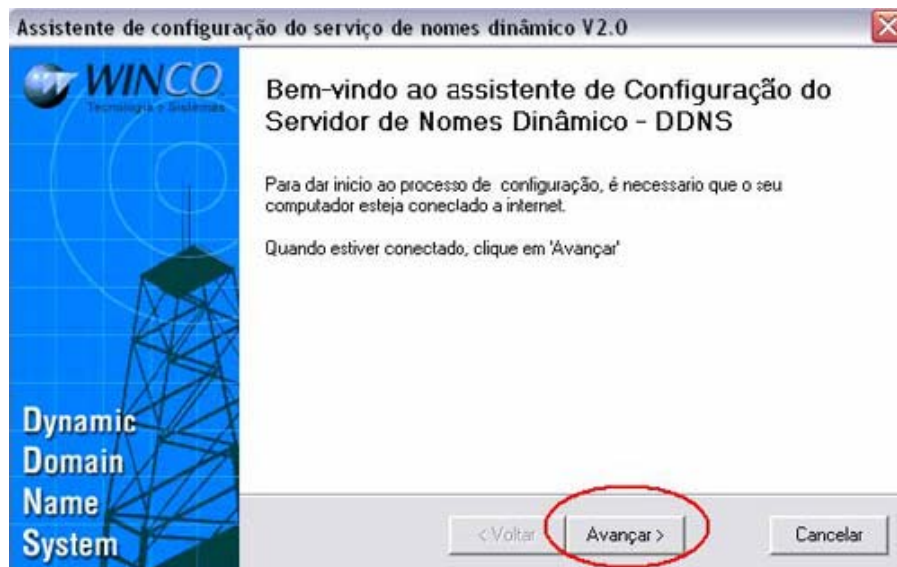 Assistente de configuração do serviço de nomes dinâmico V2.0
WINCO
Tecnologia e Sistemas
Bem-vindo ao assistente de Configuração do
Servidor de Nomes Dinâmico - DDNS
Para dar inicio ao processo de configuração, é necessario que o seu
computador esteja conectado a internet.
Quando estiver conectado, clique em 'Avançar'
Dynamic
Domain
Name
System
< Voltar
Avançar >
Cancelar